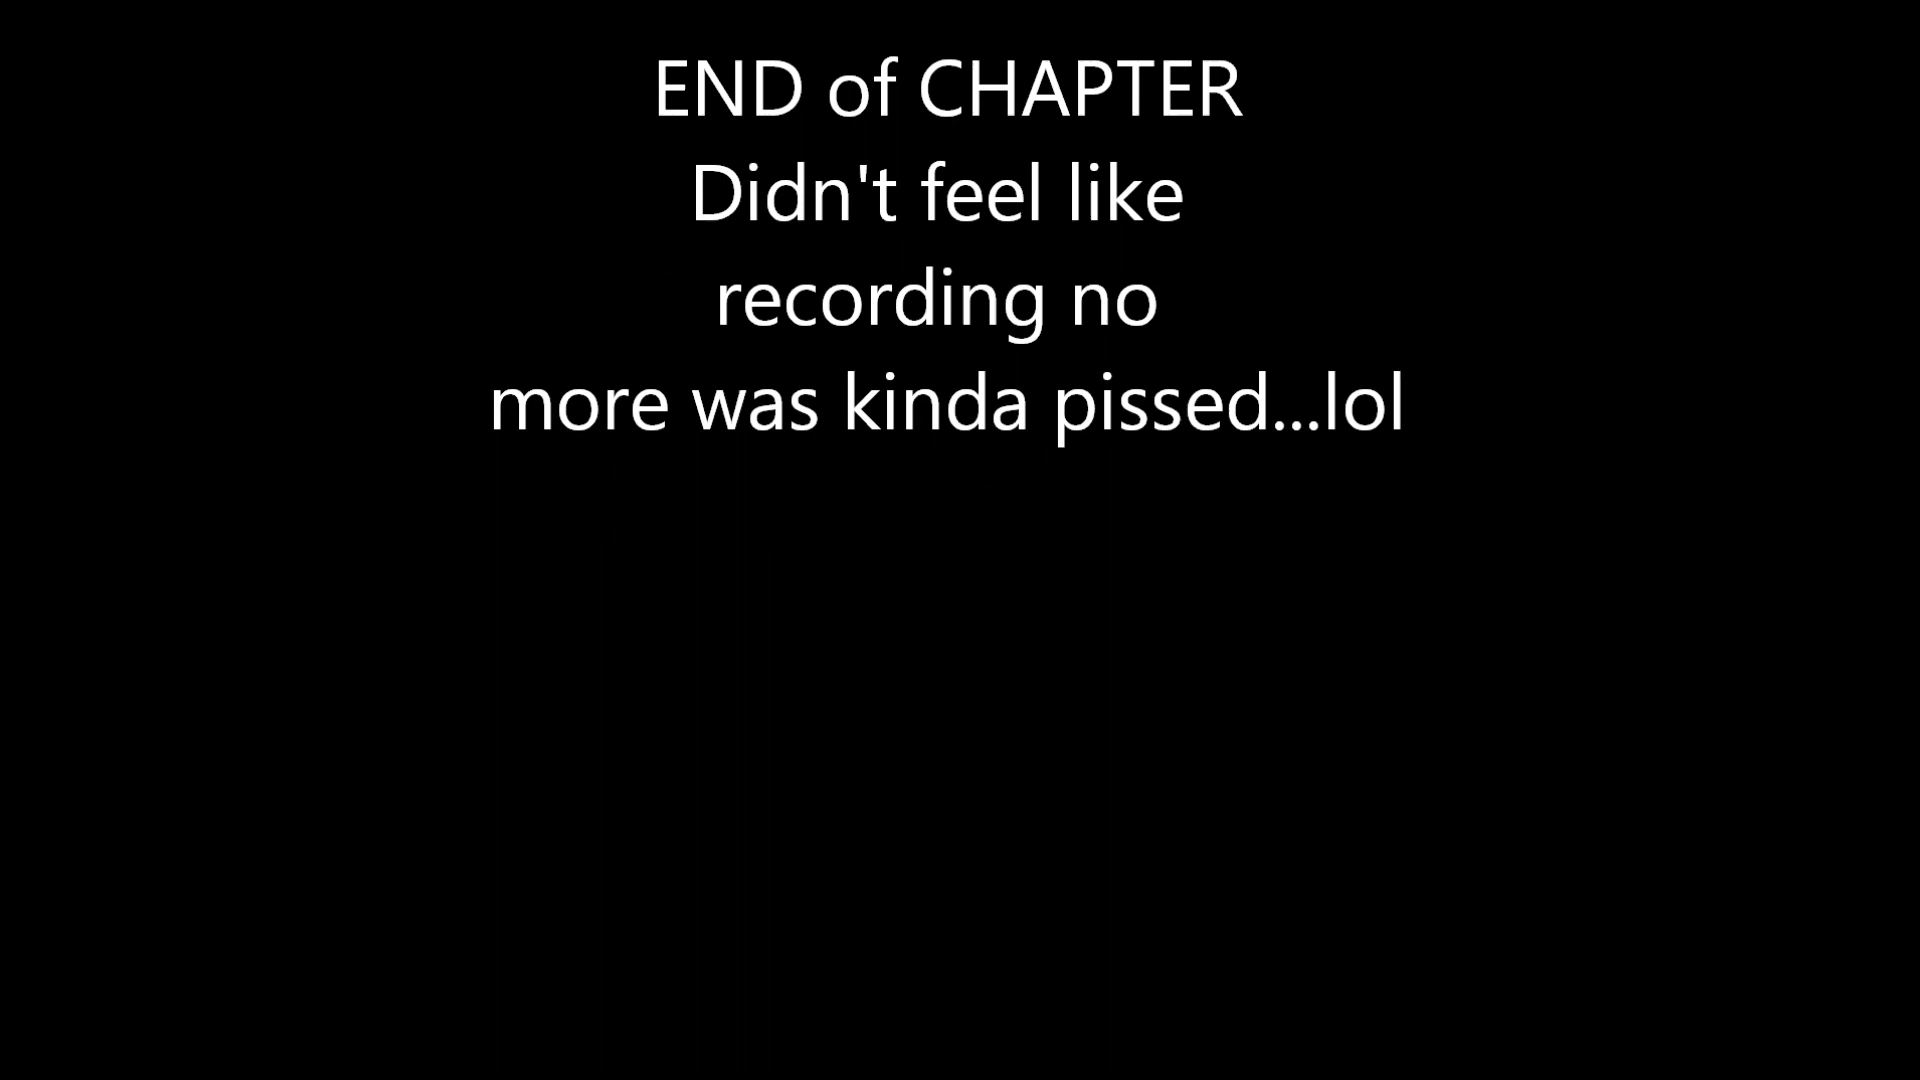 END of CHAPTER
Didn't feel like
recording no
more was kinda pissed...lol